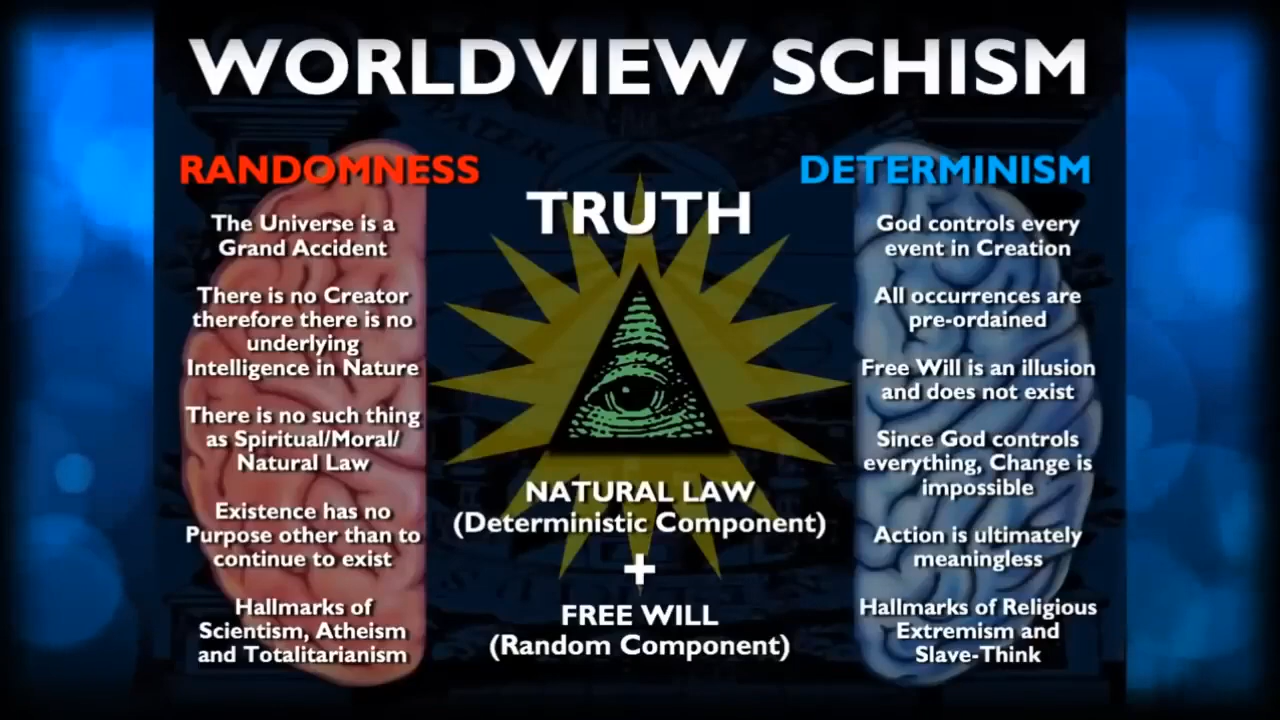 WORLDVIEW SCHISM
RANDOMNESS
The Universe is a
Grand Accident
There is no Creator
therefore there is no
underlying
Intelligence in Nature
There is no such thing
as Spiritual/Moral/
Natural Law
Existence has no
Purpose other than to
continue to exist
Hallmarks of
Scientism, Atheism
and Totalitarianism
TRUTH
NATURAL LAW
(Deterministic Component)
+
FREE WILL
(Random Component)
DETERMINISM
God controls every
event in Creation
All occurrences are
pre-ordained
Free Will is an illusion
and does not exist
Since God controls
everything, Change is
impossible
Action is ultimately
meaningless
Hallmarks of Religious
Extremism and
Slave-Think